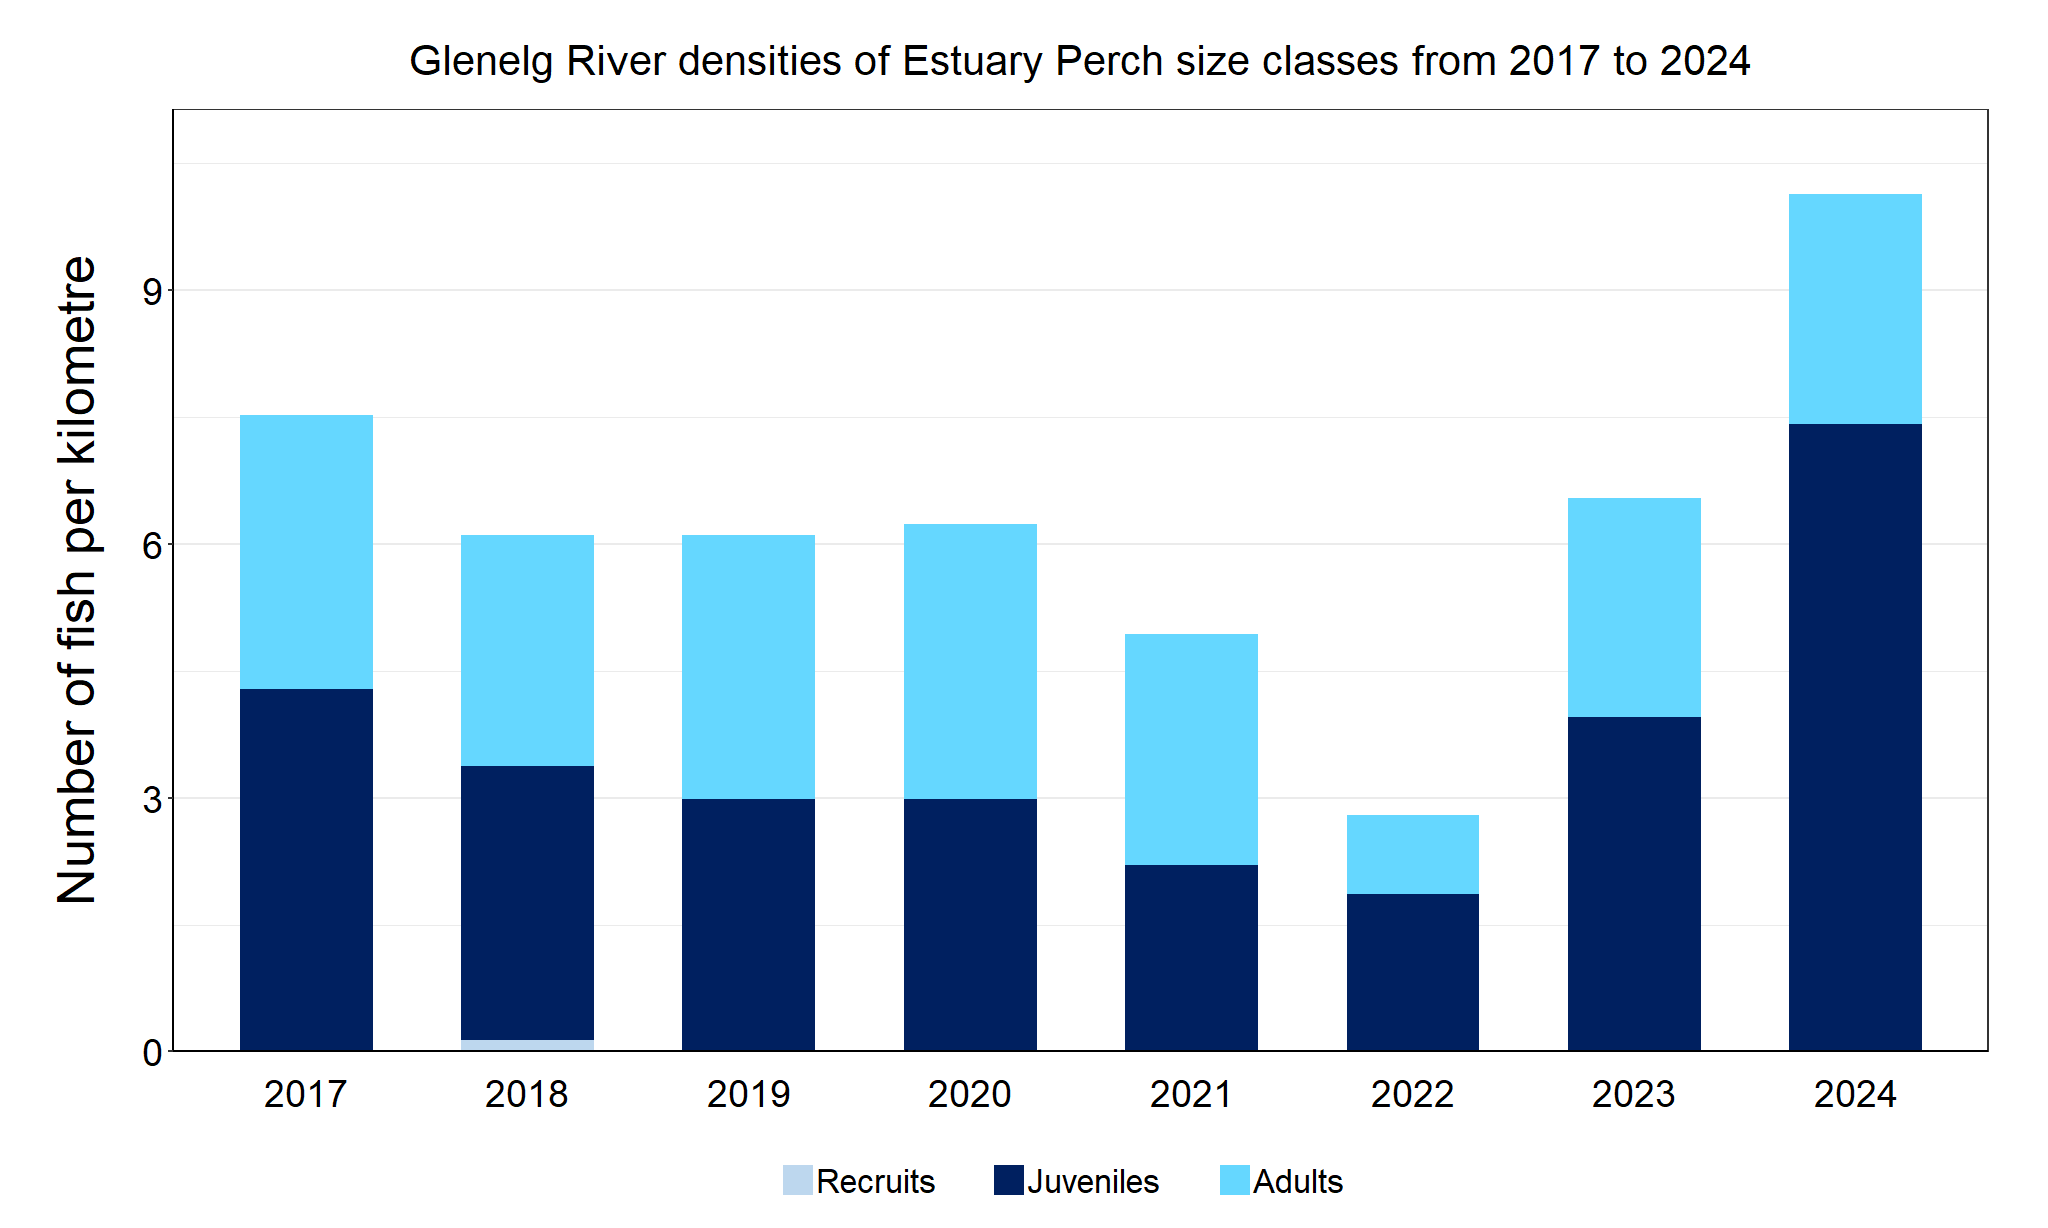 Glenelg River densities of Estuary Perch size classes from 2017 to 2024
Number of fish per kilometre
9
6
3
0
2017 2018 2019 2020 2021 2022 2023 2024
Recruits Juveniles Adults